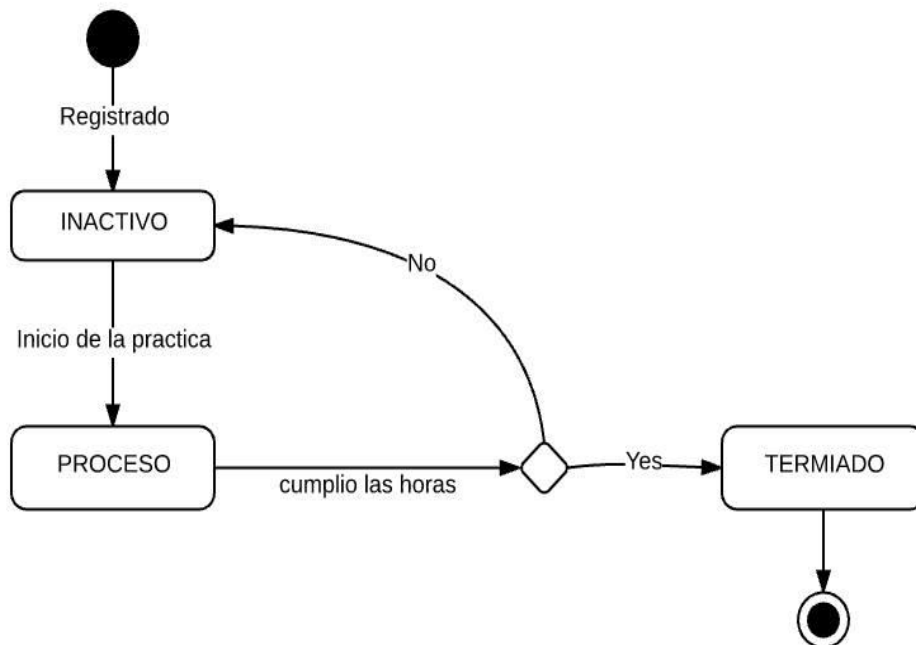 Registrado
INACTIVO
No
Inicio de la practica
PROCESO
cumplio las horas
Yes
TERMIADO